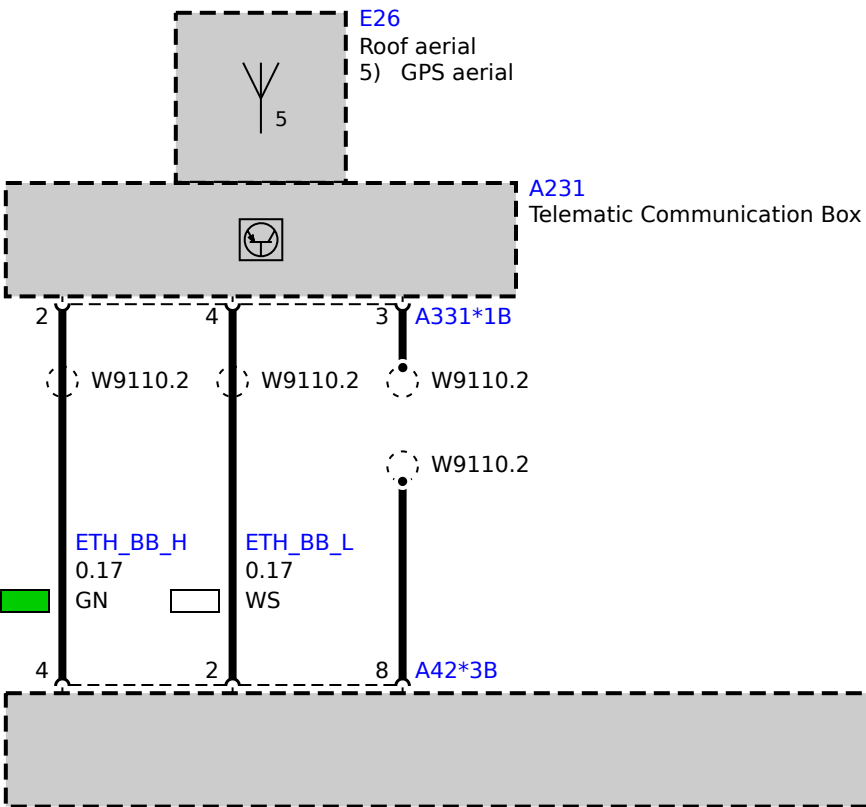 E26
Roof aerial
5) GPS aerial
5
A231
Telematic Communication Box
2 4 3 A331*1B
W9110.2 W9110.2 W9110.2
W9110.2
ETH_BB_H ETH_BB_L
0.17 0.17
GN WS
4 2 8 A42*3B